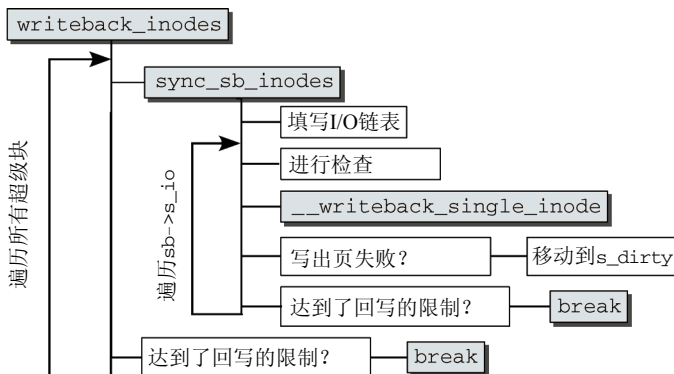 writeback_inodes
遍历所有超级块
sync_sb_inodes
遍历sb->s_io
填写I/O链表
进行检查
__writeback_single_inode
写出页失败？
移动到s_dirty
达到了回写的限制？
break
达到了回写的限制？
break